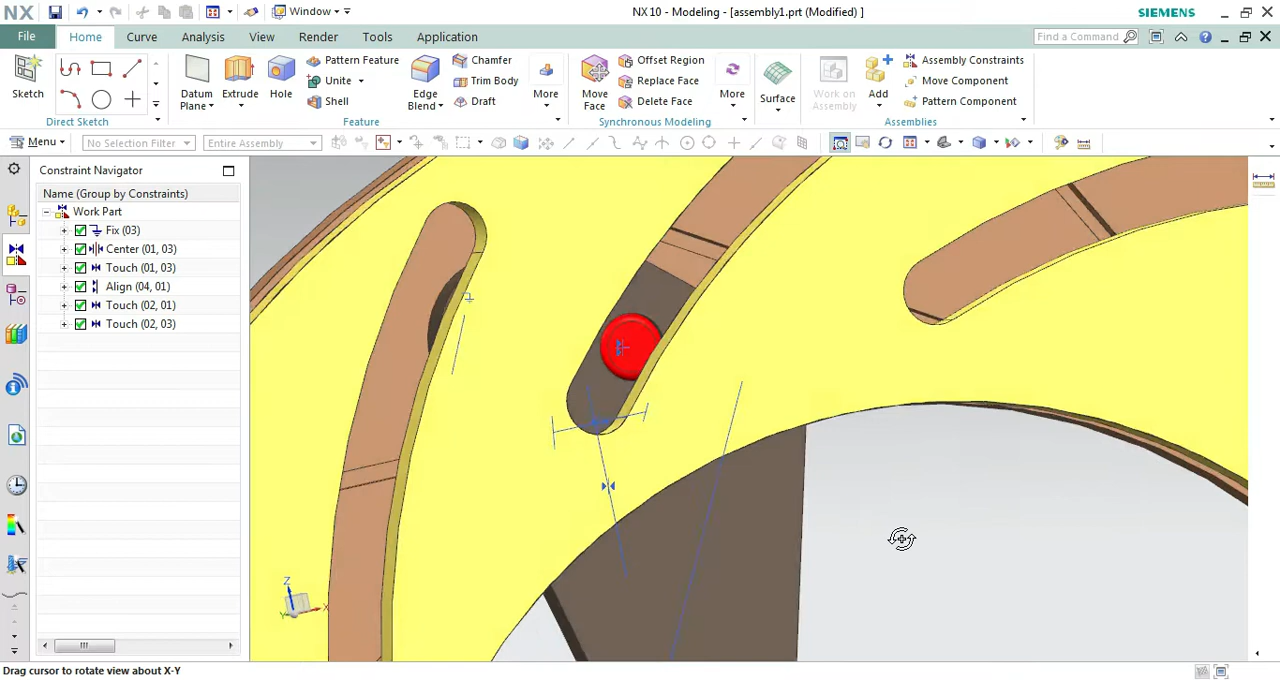 NX
Window
NX 10 - Modeling - [assembly1.prt (Modified) ]
SIEMENS
File
Home
Curve
Analysis
View
Render
Tools
Application
Find a Command
Sketch
Direct Sketch
Datum Plane
Extrude
Hole
Pattern Feature
Unite
Shell
Edge Blend
Chamfer
Trim Body
Draft
More
Feature
Move Face
Offset Region
Replace Face
Delete Face
More
Synchronous Modeling
Surface
Work on Assembly
Add
Assembly Constraints
Move Component
Pattern Component
Assemblies
Menu
No Selection Filter
Entire Assembly
Constraint Navigator
Name (Group by Constraints)
Work Part
Fix (03)
Center (01, 03)
Touch (01, 03)
Align (04, 01)
Touch (02, 01)
Touch (02, 03)
Z
X
Y
Drag cursor to rotate view about X-Y